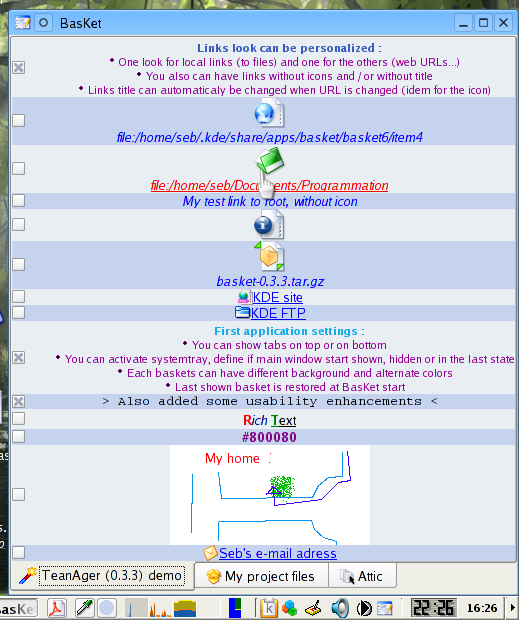 BasKet
Links look can be personalized :
* One look for local links (to files) and one for the others (web URLs...)
* You also can have links without icons and / or without title
* Links title can automaticaly be changed when URL is changed (idem for the icon)
file:/home/seb/.kde/share/apps/basket/basket6/item4
file:/home/seb/Documents/Programmation
My test link to root, without icon
basket-0.3.3.tar.gz
KDE site
KDE FTP
First application settings :
* You can show tabs on top or on bottom
* You can activate systemtray, define if main window start shown, hidden or in the last state
* Each baskets can have different background and alternate colors
* Last shown basket is restored at BasKet start
> Also added some usability enhancements <
Rich Text
#800080
My home :
Seb's e-mail adress
TeanAger (0.3.3) demo
My project files
Attic
asKet
22:26
16:26